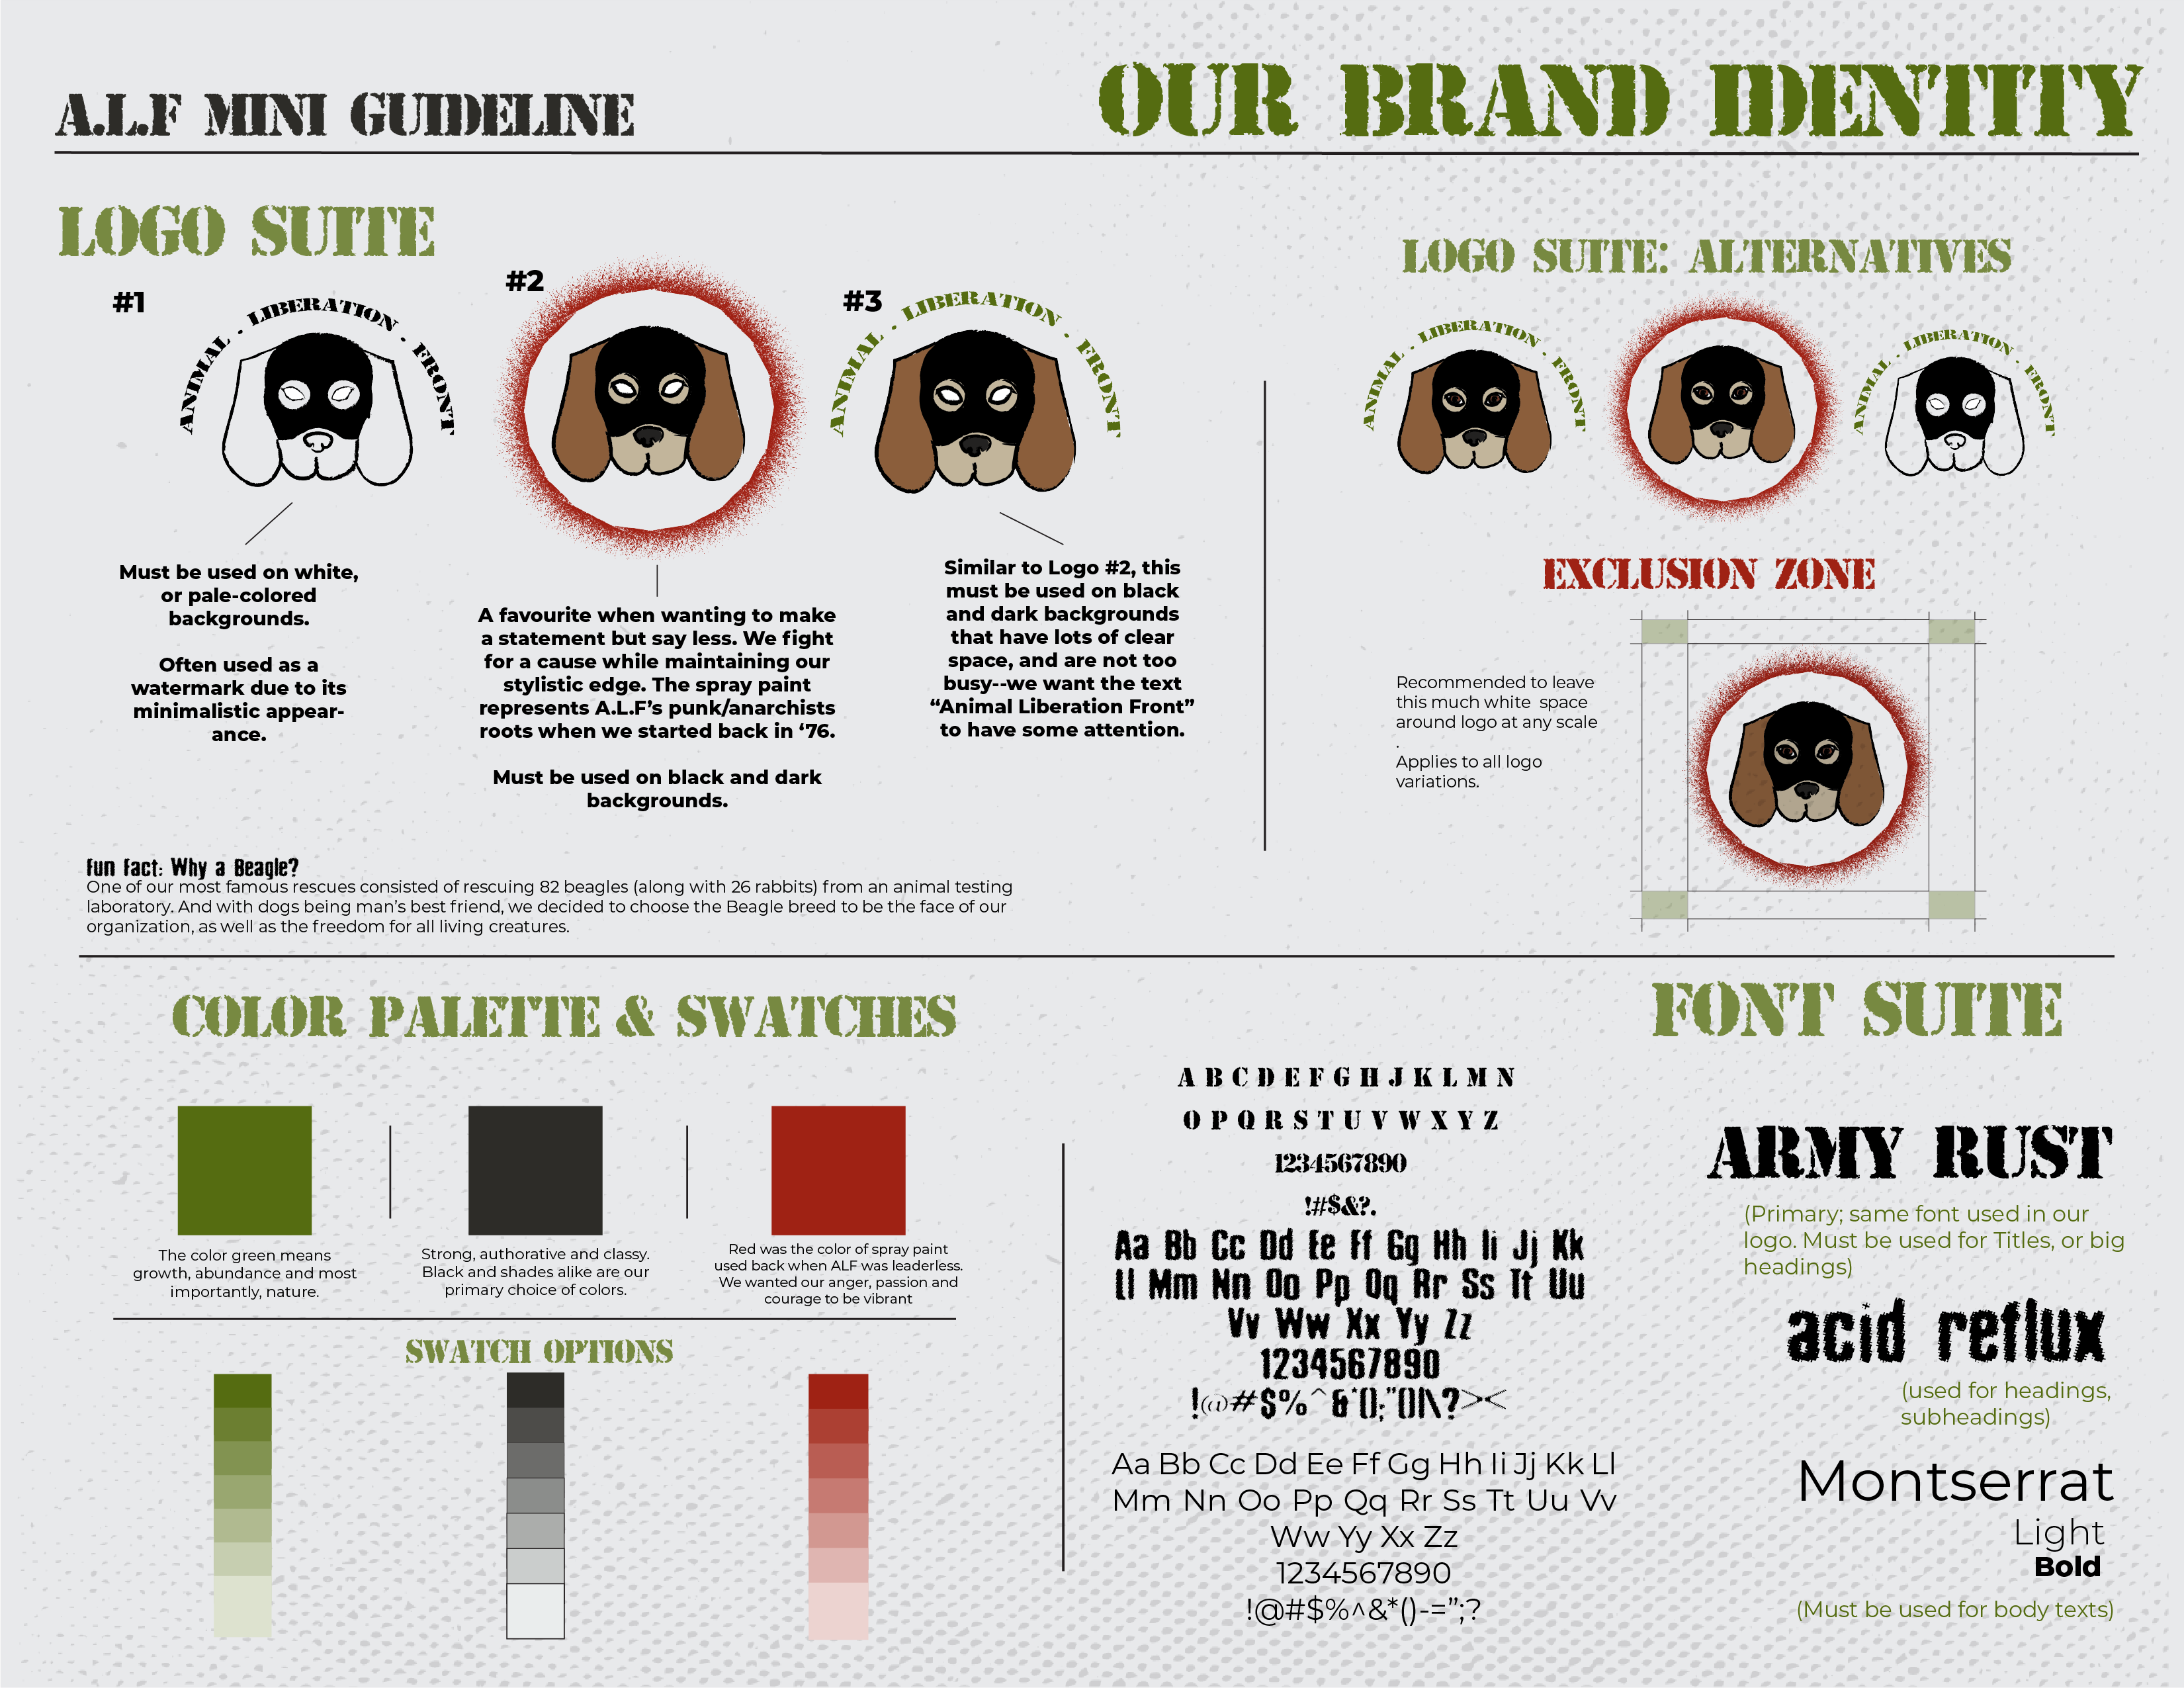 A.L.F MINI GUIDELINE
OUR BRAND IDENTITY
LOGO SUITE
#1
ANIMAL - LIBERATION - FRONT
#2
#3
ANIMAL - LIBERATION - FRONT
Must be used on white,
or pale-colored
backgrounds.
Often used as a
watermark due to its
minimalistic appear-
ance.
A favourite when wanting to make
a statement but say less. We fight
for a cause while maintaining our
stylistic edge. The spray paint
represents A.L.F’s punk/anarchists
roots when we started back in ‘76.
Must be used on black and dark
backgrounds.
Similar to Logo #2, this
must be used on black
and dark backgrounds
that have lots of clear
space, and are not too
busy--we want the text
“Animal Liberation Front”
to have some attention.
Fun Fact: Why a Beagle?
One of our most famous rescues consisted of rescuing 82 beagles (along with 26 rabbits) from an animal testing
laboratory. And with dogs being man’s best friend, we decided to choose the Beagle breed to be the face of our
organization, as well as the freedom for all living creatures.
LOGO SUITE: ALTERNATIVES
ANIMAL - LIBERATION - FRONT
ANIMAL - LIBERATION - FRONT
EXCLUSION ZONE
Recommended to leave
this much white space
around logo at any scale
.
Applies to all logo
variations.
COLOR PALETTE & SWATCHES
The color green means
growth, abundance and most
importantly, nature.
Strong, authorative and classy.
Black and shades alike are our
primary choice of colors.
Red was the color of spray paint
used back when ALF was leaderless.
We wanted our anger, passion and
courage to be vibrant
SWATCH OPTIONS
FONT SUITE
A B C D E F G H J K L M N
O P Q R S T U V W X Y Z
1234567890
!#$&?.
Aa Bb Cc Dd Ee Ff Gg Hh Ii Jj Kk
Ll Mm Nn Oo Pp Qq Rr Ss Tt Uu
Vv Ww Xx Yy Zz
1234567890
!@#$%^&*();:"{}|\?><
Aa Bb Cc Dd Ee Ff Gg Hh Ii Jj Kk Ll
Mm Nn Oo Pp Qq Rr Ss Tt Uu Vv
Ww Yy Xx Zz
1234567890
!@#$%^&*()-=”;?
ARMY RUST
(Primary; same font used in our
logo. Must be used for Titles, or big
headings)
acid reflux
(used for headings,
subheadings)
Montserrat
Light
Bold
(Must be used for body texts)